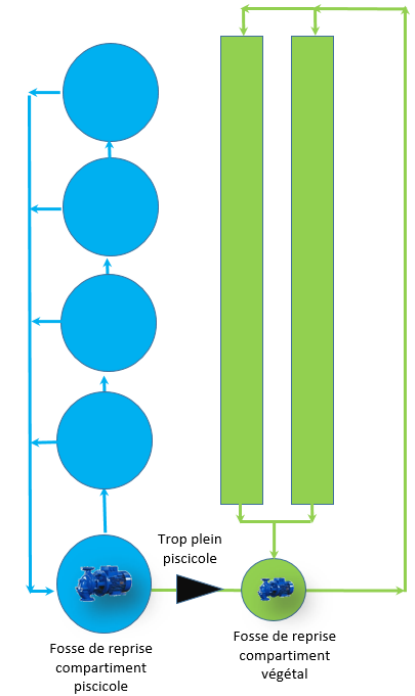 Trop plein
piscicole
Fosse de reprise
compartiment
piscicole
Fosse de reprise
compartiment
végétal